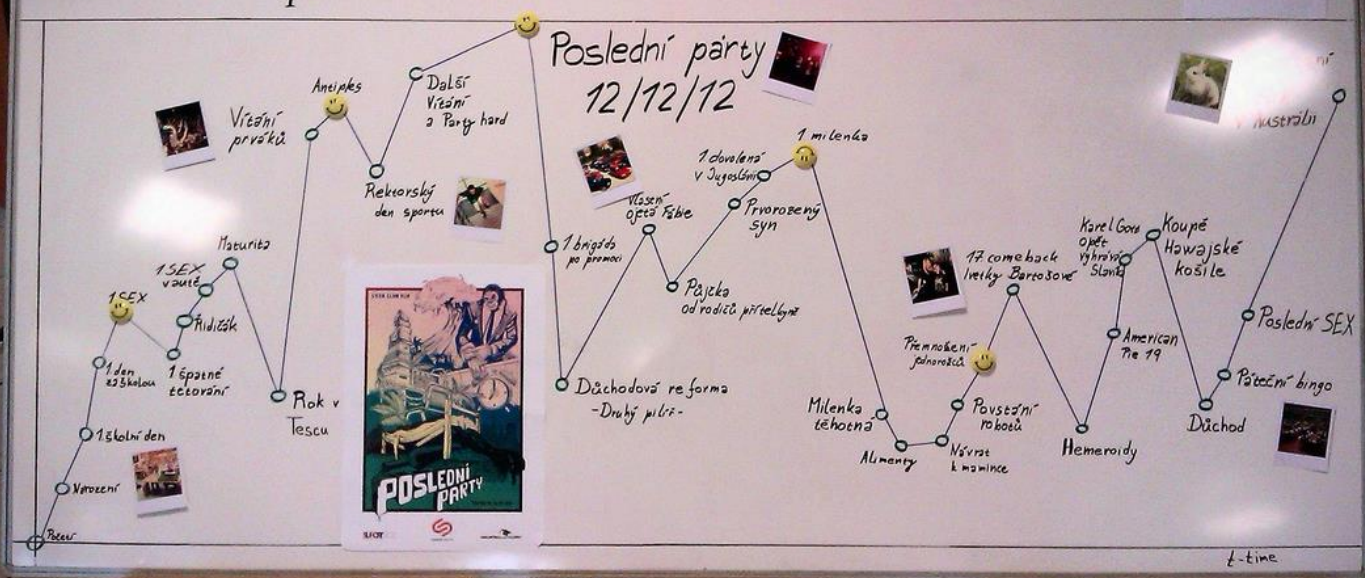 Poslední párty
12/12/12
Početí
Narození
1. školní den
1 den
za školou
1 SEX
1 špatné
tetování
Řidičák
1 SEX
v autě
Maturita
Rok v
Tescu
Vítání
prváků
Antiples
Rektorský
den sportu
Další
Vítání
a Party hard
1 brigáda
po promoci
Důchodová reforma
-Druhý pilíř-
Vlastní
ojetá Fábie
Půjčka
od rodičů přítelkyně
Prvorozený
syn
1 dovolená
v Jugoslávii
1 milenka
Milenka
těhotná
Alimenty
Návrat
k mamince
Povstání
robotů
Přemnožení
jednorožců
17 comeback
Ivetky Bartošové
Hemeroidy
American
Pie 19
Karel Gott
opět
vyhrává
Slavíka
Koupě
Hawajské
košile
Důchod
Páteční bingo
Poslední SEX
v Austrálii
t-time
POSLEDNÍ
PÁRTY